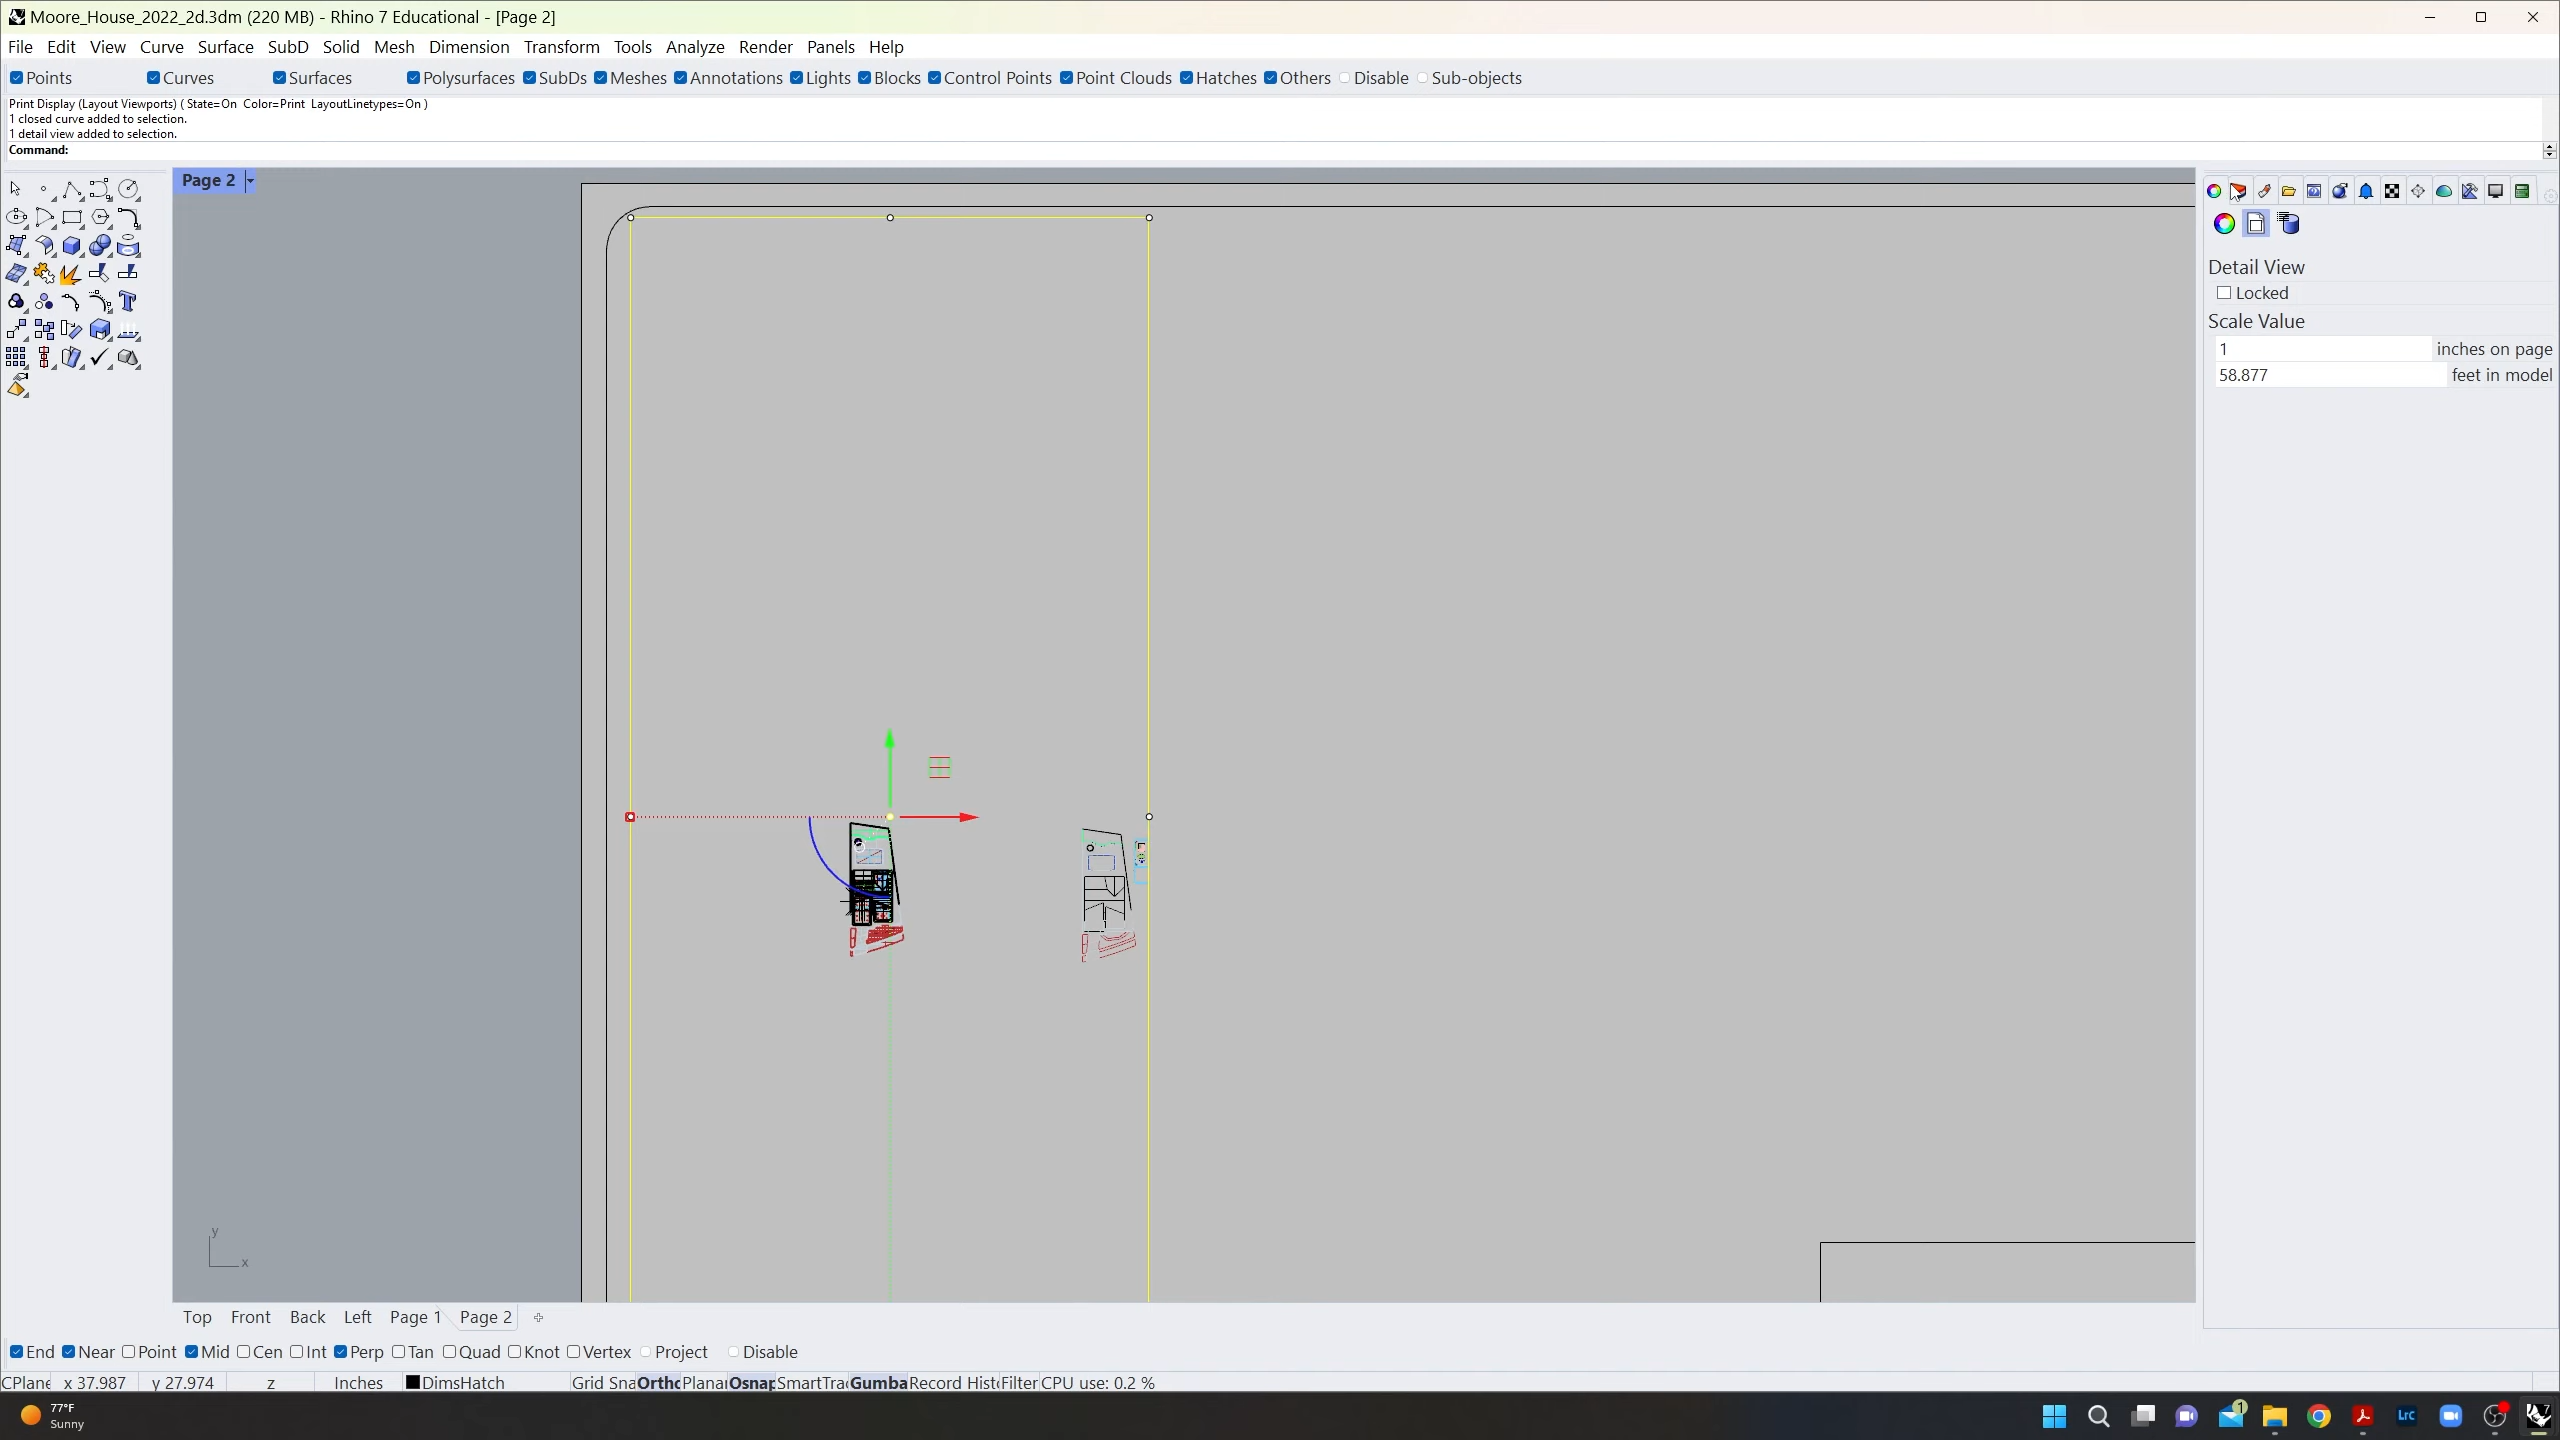 Moore_House_2022_2d.3dm (220 MB) - Rhino 7 Educational - [Page 2]
File Edit View Curve Surface SubD Solid Mesh Dimension Transform Tools Analyze Render Panels Help
Points Curves Surfaces Polysurfaces SubDs Meshes Annotations Lights Blocks Control Points Point Clouds Hatches Others Disable Sub-objects
Print Display (Layout Viewports) ( State=On Color=Print LayoutLinetypes=On )
1 closed curve added to selection.
1 detail view added to selection.
Command:
Page 2
Detail View
Locked
Scale Value
1 inches on page
58.877 feet in model
y
x
Top Front Back Left Page 1 Page 2
End Near Point Mid Cen Int Perp Tan Quad Knot Vertex Project Disable
CPlane x 37.987 y 27.974 z Inches DimsHatch Grid Sna Ortho Planar Osnap SmartTra Gumba Record Hist Filter CPU use: 0.2 %
77°F
Sunny
1
LrC